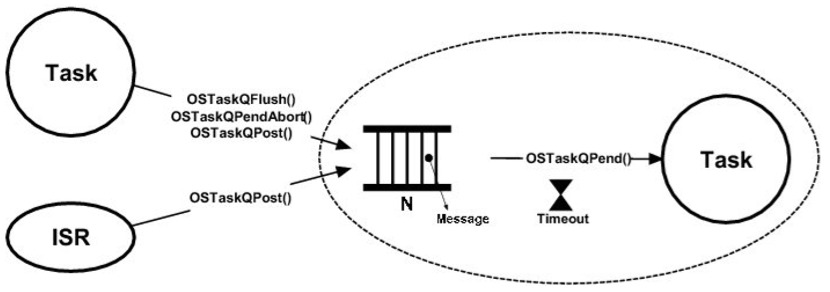 Task
OSTaskQFlush()
OSTaskQPendAbort()
OSTaskQPost()
OSTaskQPost()
ISR
N
Message
OSTaskQPend()
Timeout
Task